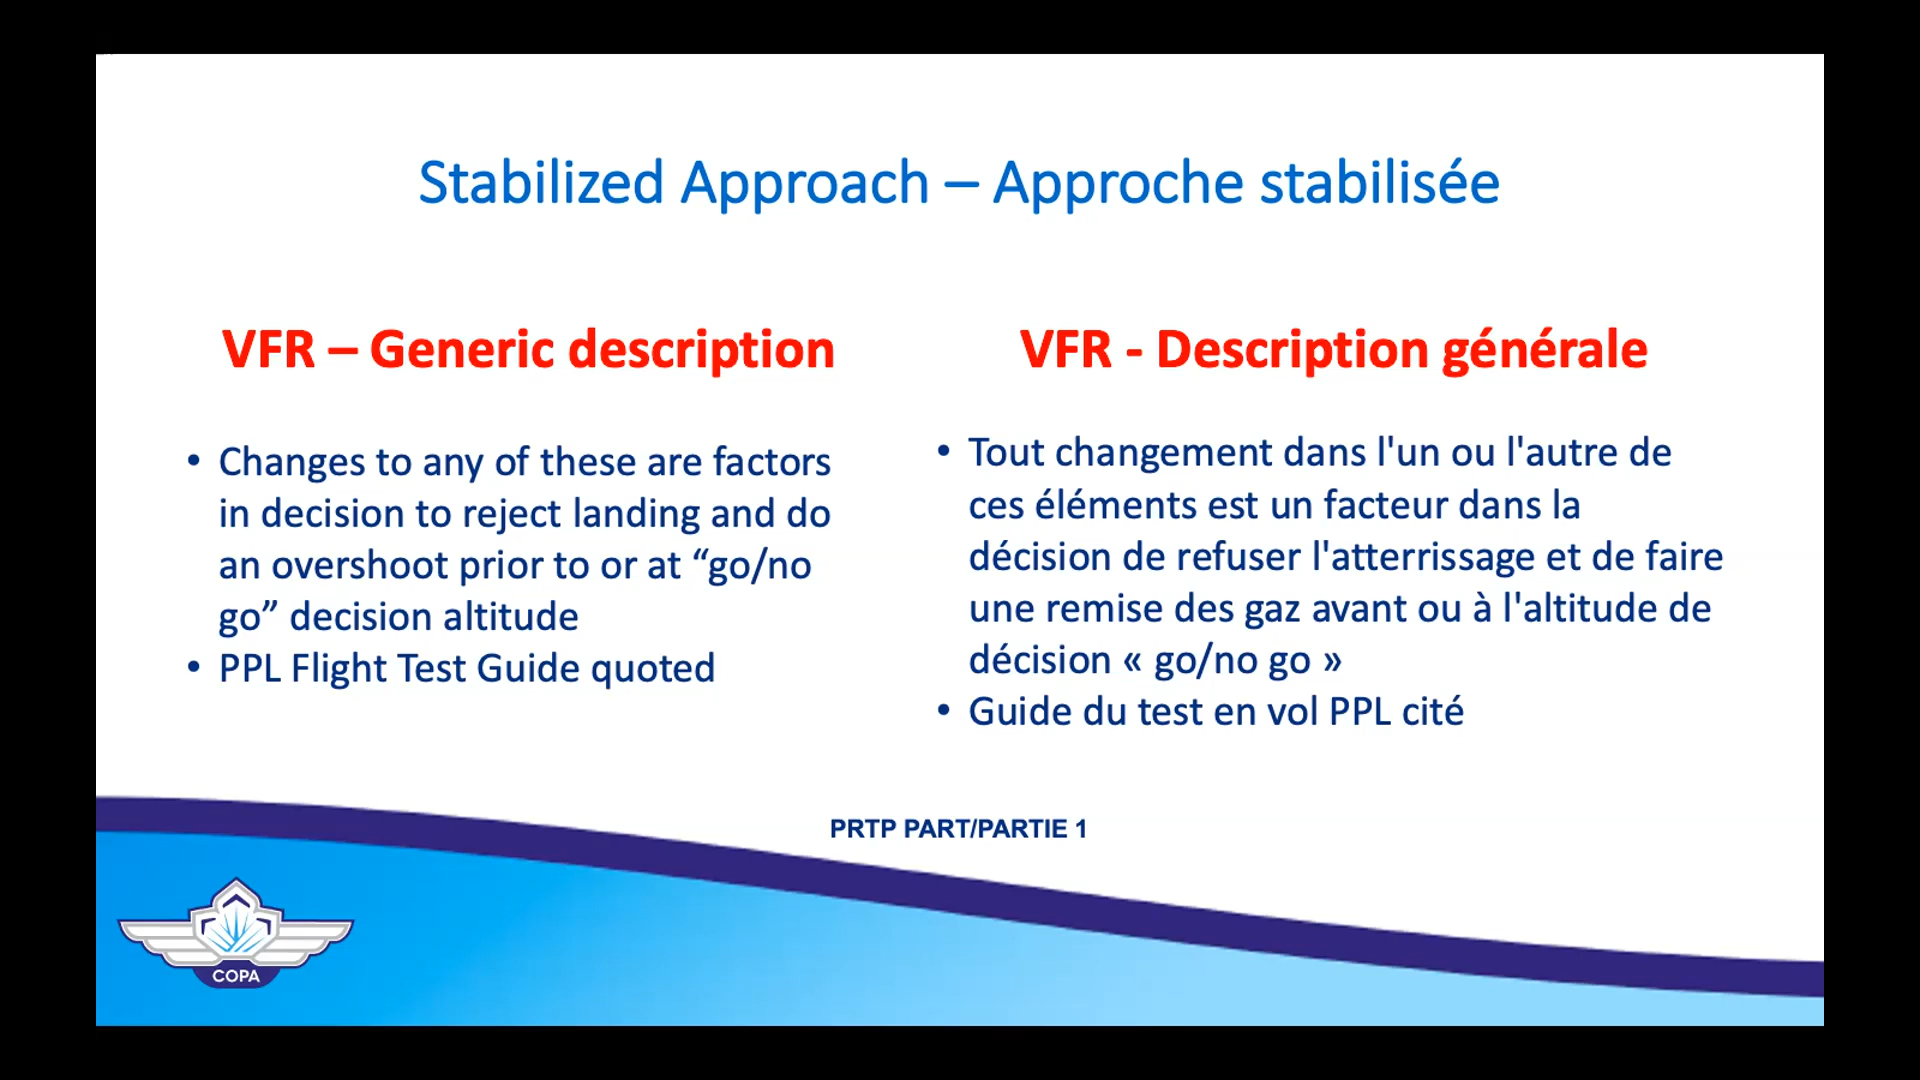 Stabilized Approach – Approche stabilisée
VFR – Generic description
• Changes to any of these are factors
in decision to reject landing and do
an overshoot prior to or at “go/no
go” decision altitude
• PPL Flight Test Guide quoted
VFR - Description générale
• Tout changement dans l'un ou l'autre de
ces éléments est un facteur dans la
décision de refuser l'atterrissage et de faire
une remise des gaz avant ou à l'altitude de
décision « go/no go »
• Guide du test en vol PPL cité
PRTP PART/PARTIE 1
COPA